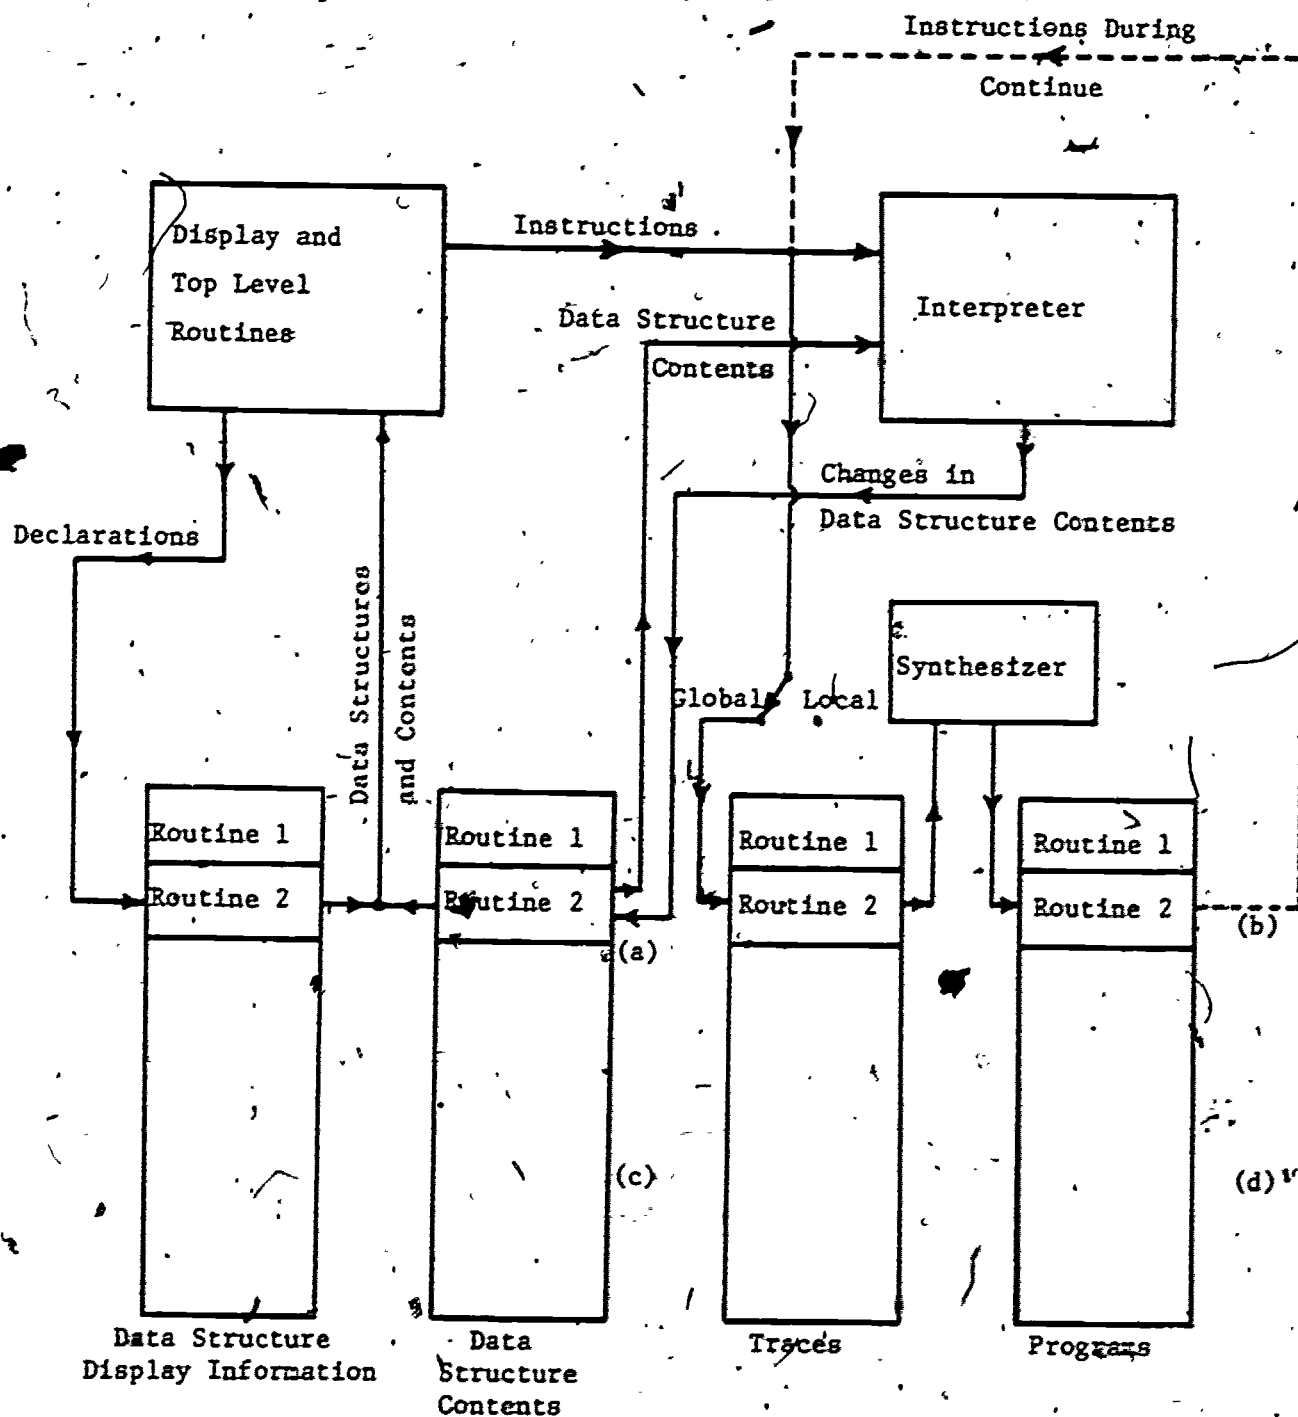 Instructions During
Continue
Display and
Top Level
Routines
Instructions
Interpreter
Data Structure
Contents
Changes in
Data Structure Contents
Declarations
Data Structures
and Contents
Synthesizer
Global Local
Routine 1
Routine 2
Routine 1
Routine 2
(a)
Routine 1
Routine 2
Routine 1
Routine 2
(b)
(c)
(d)
Data Structure
Display Information
Data
Structure
Contents
Traces
Programs